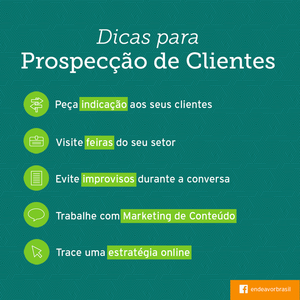 Dicas para
Prospecção de Clientes
Peça indicação aos seus clientes
Visite feiras do seu setor
Evite improvisos durante a conversa
Trabalhe com Marketing de Conteúdo
Trace uma estratégia online
endeavorbrasil